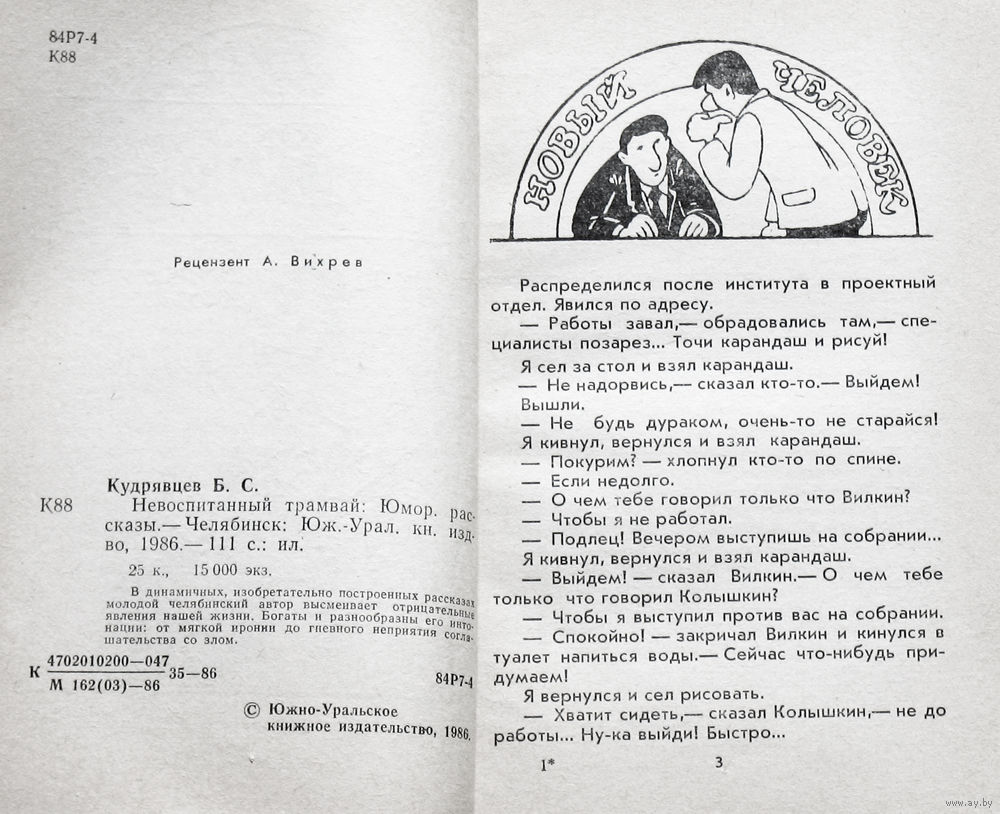 84Р7-4
К88
Рецензент А. Вихрев
Кудрявцев Б. С.
К88 Невоспитанный трамвай: Юмор. рас-
сказы.— Челябинск: Юж.-Урал. кн. изд-
во, 1986.— 111 с.: ил.
25 к., 15 000 экз.
В динамичных, изобретательно построенных рассказах
молодой челябинский автор высмеивает отрицательные
явления нашей жизни. Богаты и разнообразны его инто-
нации: от мягкой иронии до гневного неприятия согла-
шательства со злом.
К 4702010200—047
М 162(03)—86
35—86
84Р7-4
© Южно-Уральское
книжное издательство, 1986.
НОВЫЙ ЧЕЛОВЕК
Распределился после института в проектный
отдел. Явился по адресу.
— Работы завал,— обрадовались там,— спе-
циалисты позарез... Точи карандаш и рисуй!
Я сел за стол и взял карандаш.
— Не надорвись,— сказал кто-то.— Выйдем!
Вышли.
— Не будь дураком, очень-то не старайся!
Я кивнул, вернулся и взял карандаш.
— Покурим? — хлопнул кто-то по спине.
— Если недолго.
— О чем тебе говорил только что Вилкин?
— Чтобы я не работал.
— Подлец! Вечером выступишь на собрании...
Я кивнул, вернулся и взял карандаш.
— Выйдем! — сказал Вилкин.— О чем тебе
только что говорил Колышкин?
— Чтобы я выступил против вас на собрании.
— Спокойно! — закричал Вилкин и кинулся в
туалет напиться воды.— Сейчас что-нибудь при-
думаем!
Я вернулся и сел рисовать.
— Хватит сидеть,— сказал Колышкин,— не до
работы... Ну-ка выйди! Быстро...
1*
3
www.ay.by